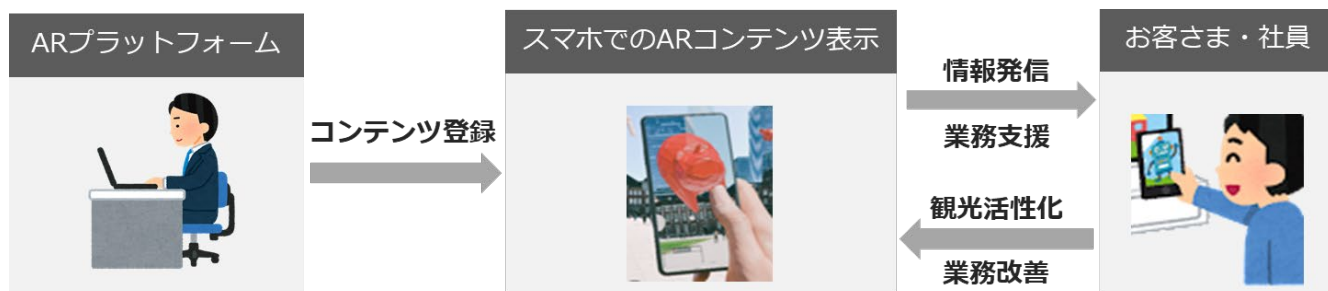 ARプラットフォーム
コンテンツ登録
スマホでのARコンテンツ表示
情報発信
業務支援
観光活性化
業務改善
お客さま・社員